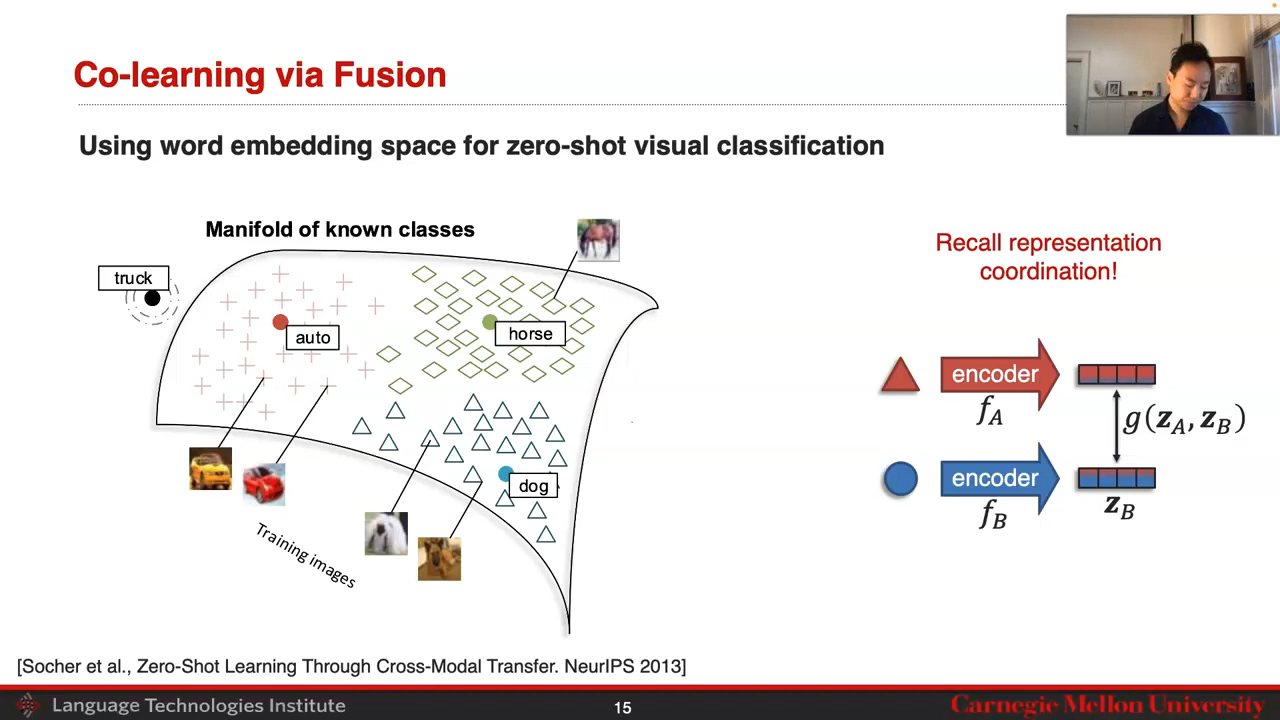 Co-learning via Fusion
Using word embedding space for zero-shot visual classification
Manifold of known classes
truck
auto
horse
dog
Training images
Recall representation
coordination!
encoder
f_A
g(z_A, z_B)
encoder
f_B
z_B
[Socher et al., Zero-Shot Learning Through Cross-Modal Transfer. NeurIPS 2013]
Language Technologies Institute
15
Carnegie Mellon University